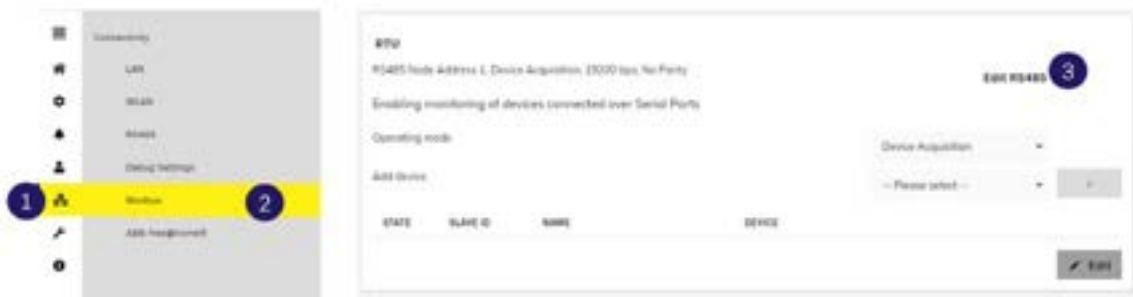 Connectivity
LAN
WLAN
RS485
Debug Settings
1
Modbus
2
ABB
RTU
RS485 Node Address 1, Device Acquisition, 19200 bps, No Parity
Edit RS485
3
Enabling monitoring of devices connected over Serial Ports
Operating mode
Device Acquisition
Add device
-- Please select --
STATE SLAVE ID NAME DEVICE
EDIT